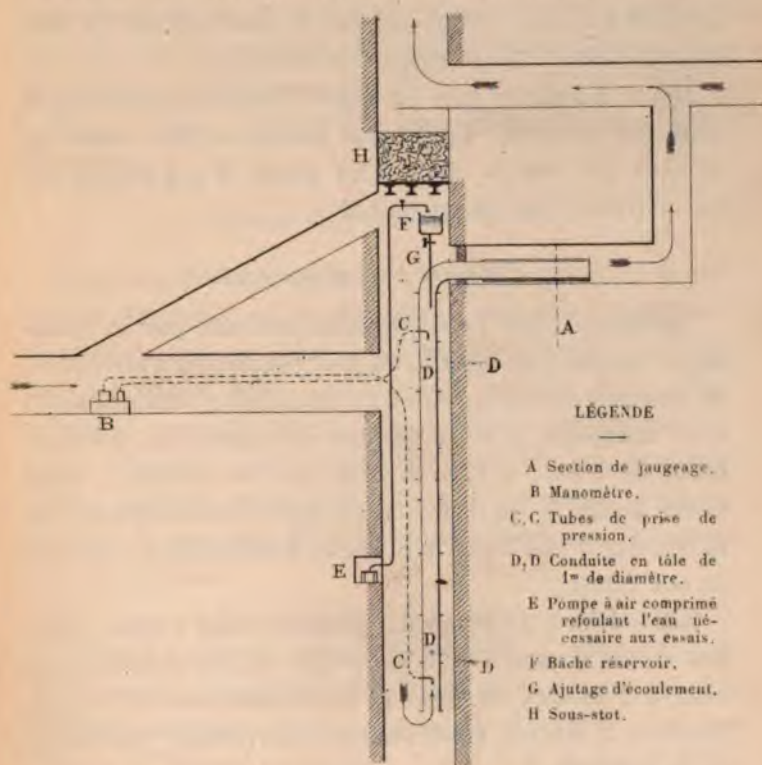 H
F
G
C
A
D
D
B
E
D
C
D
LÉGENDE
A Section de jaugeage.
B Manomètre.
C, C Tubes de prise de
pression.
D, D Conduite en tôle de
1m de diamètre.
E Pompe à air comprimé
refoulant l'eau né-
cessaire aux essais.
F Bâche réservoir.
G Ajutage d'écoulement.
H Sous-stot.